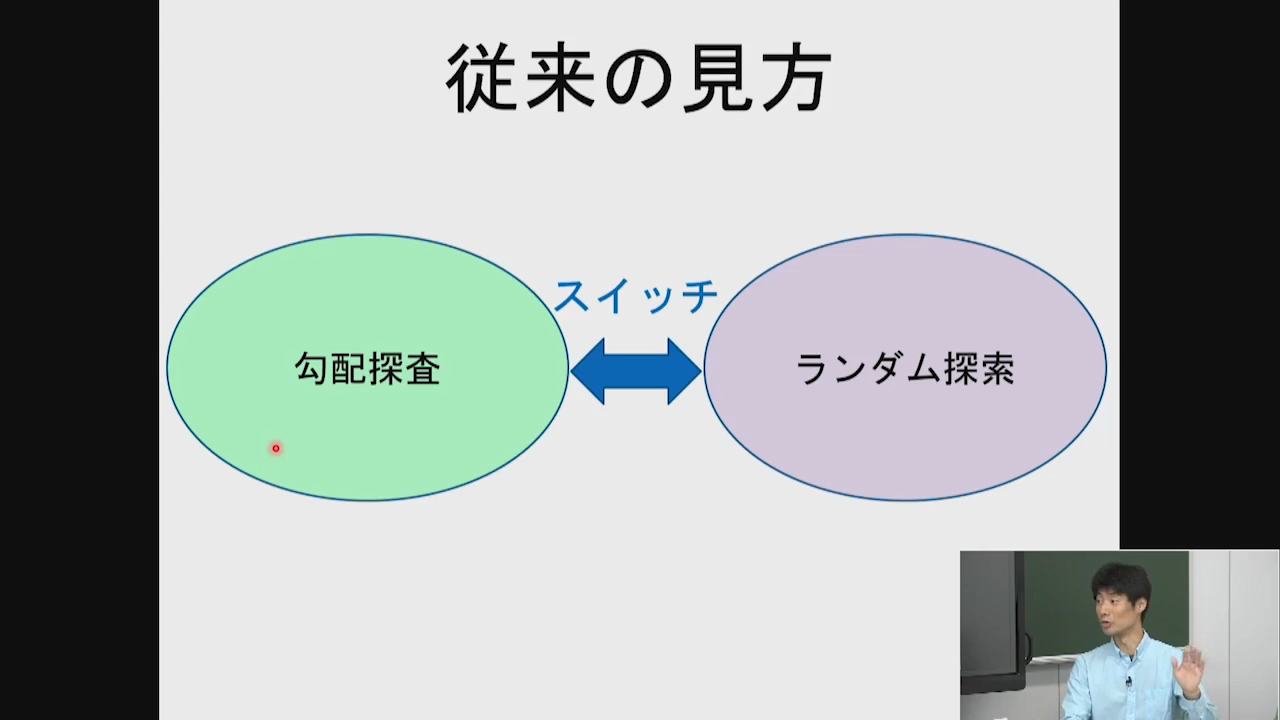 従来の見方
スイッチ
勾配探査
ランダム探索